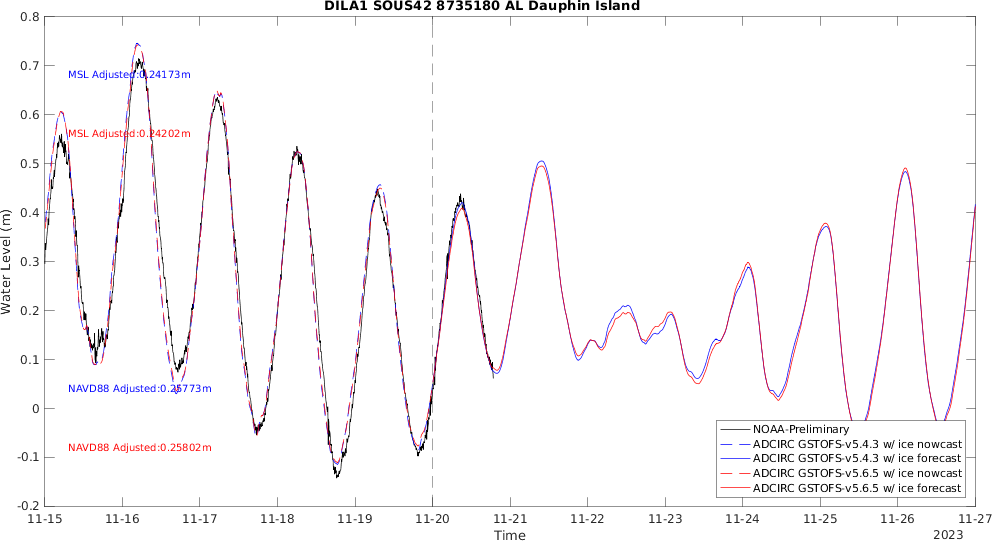 DILA1 SOUS42 8735180 AL Dauphin Island
0.8
0.7
0.6
0.5
0.4
0.3
0.2
0.1
0
-0.1
-0.2
Water Level (m)
MSL Adjusted:0.24173m
MSL Adjusted:0.24202m
NAVD88 Adjusted:0.25773m
NAVD88 Adjusted:0.25802m
NOAA-Preliminary
ADCIRC GSTOFS-v5.4.3 w/ ice nowcast
ADCIRC GSTOFS-v5.4.3 w/ ice forecast
ADCIRC GSTOFS-v5.6.5 w/ ice nowcast
ADCIRC GSTOFS-v5.6.5 w/ ice forecast
11-15 11-16 11-17 11-18 11-19 11-20 11-21 11-22 11-23 11-24 11-25 11-26 11-27
Time
2023